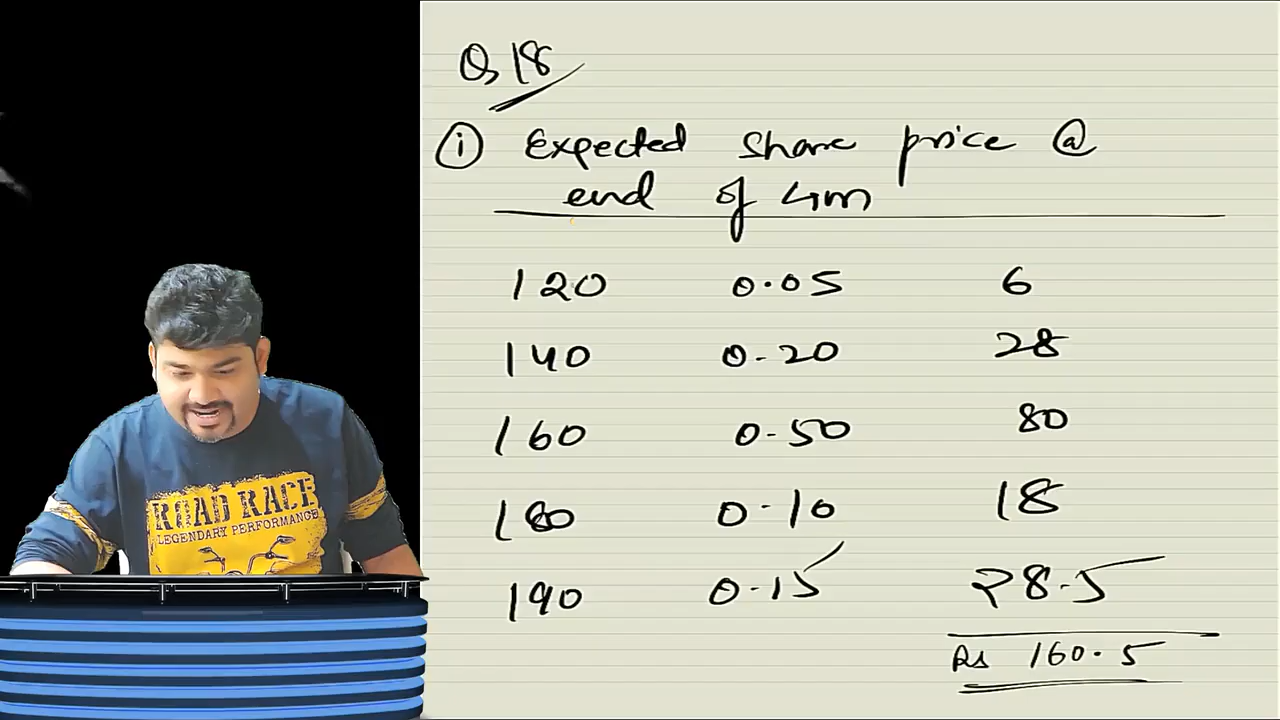 Q 18
(i) Expected share price @
end of 4m
120 0.05 6
140 0.20 28
160 0.50 80
180 0.10 18
190 0.15 28.5
Rs 160.5
ROAD RACE
LEGENDARY PERFORMANCE